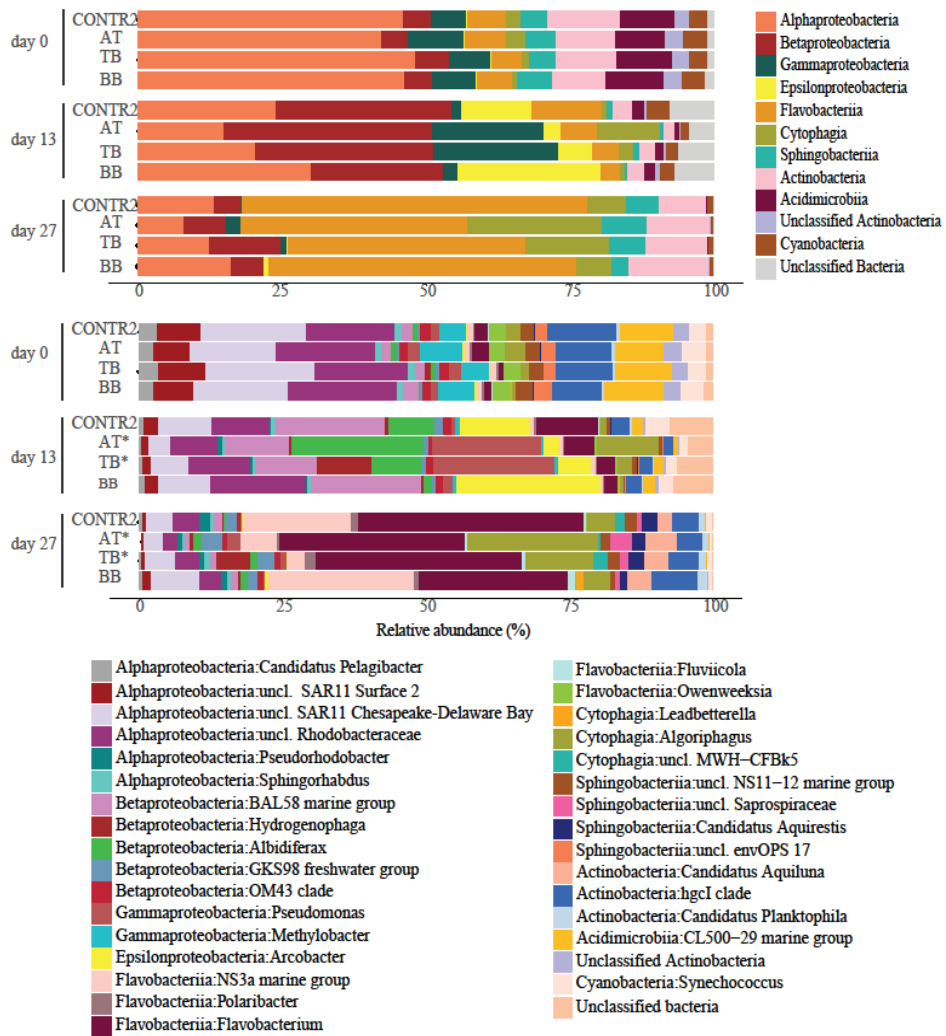 day 0
CONTR2
AT
TB
BB
day 13
CONTR2
AT
TB
BB
day 27
CONTR2
AT
TB
BB
0 25 50 75 100
Alphaproteobacteria
Betaproteobacteria
Gammaproteobacteria
Epsilonproteobacteria
Flavobacteriia
Cytophagia
Sphingobacteriia
Actinobacteria
Acidimicrobiia
Unclassified Actinobacteria
Cyanobacteria
Unclassified Bacteria
day 0
CONTR2
AT
TB
BB
day 13
CONTR2
AT*
TB*
BB
day 27
CONTR2
AT*
TB*
BB
0 25 50 75 100
Relative abundance (%)
Alphaproteobacteria:Candidatus Pelagibacter
Alphaproteobacteria:uncl. SAR11 Surface 2
Alphaproteobacteria:uncl. SAR11 Chesapeake-Delaware Bay
Alphaproteobacteria:uncl. Rhodobacteraceae
Alphaproteobacteria:Pseudorhodobacter
Alphaproteobacteria:Sphingorhabdus
Betaproteobacteria:BAL58 marine group
Betaproteobacteria:Hydrogenophaga
Betaproteobacteria:Albidiferax
Betaproteobacteria:GKS98 freshwater group
Betaproteobacteria:OM43 clade
Gammaproteobacteria:Pseudomonas
Gammaproteobacteria:Methylobacter
Epsilonproteobacteria:Arcobacter
Flavobacteriia:NS3a marine group
Flavobacteriia:Polaribacter
Flavobacteriia:Flavobacterium
Flavobacteriia:Fluviicola
Flavobacteriia:Owenweeksia
Cytophagia:Leadbetterella
Cytophagia:Algoriphagus
Cytophagia:uncl. MWH−CFBk5
Sphingobacteriia:uncl. NS11−12 marine group
Sphingobacteriia:uncl. Saprospiraceae
Sphingobacteriia:Candidatus Aquirestis
Sphingobacteriia:uncl. envOPS 17
Actinobacteria:Candidatus Aquiluna
Actinobacteria:hgcI clade
Actinobacteria:Candidatus Planktophila
Acidimicrobiia:CL500−29 marine group
Unclassified Actinobacteria
Cyanobacteria:Synechococcus
Unclassified bacteria